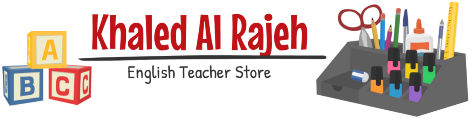 Khaled Al Rajeh
English Teacher Store
A
B C C